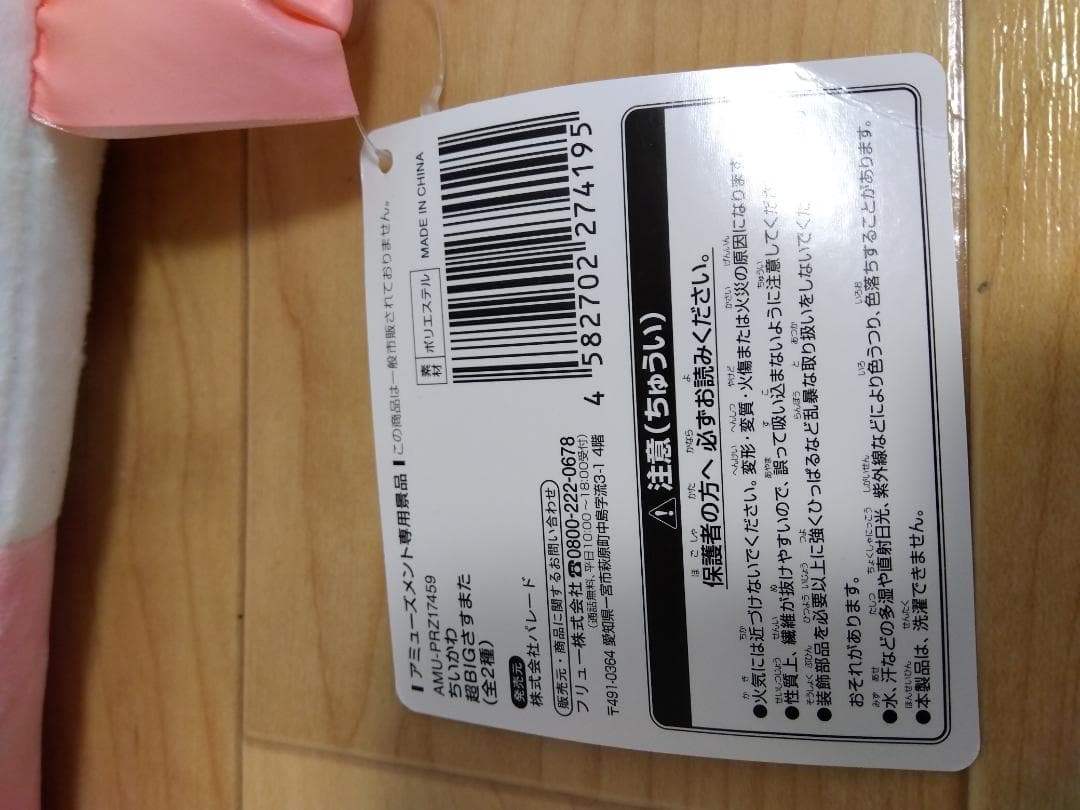 アミューズメント専用景品 この商品は一般市販されておりません。
AMU-PRZ17459
ちいかわ
超BIGさすまた
(全2種)
素材 ポリエステル MADE IN CHINA
4 582702 274195
発売元
株式会社パレード
販売元・商品に関するお問い合わせ
フリュー株式会社 ☎0800-222-0678
(通話無料、平日10:00～18:00受付)
〒491-0364 愛知県一宮市萩原町中島字流3-1 4階
⚠注意(ちゅうい)
保護者の方へ 必ずお読みください。
●火気には近づけないでください。変形・変質・火傷または火災の原因になります
●性質上、繊維が抜けやすいので、誤って吸い込まないように注意してくださ
●装飾部品を必要以上に強くひっぱるなど乱暴な取り扱いをしないでくだ
おそれがあります。
●水、汗などの多湿や直射日光、紫外線などにより色うつり、色落ちすることがあります。
●本製品は、洗濯できません。